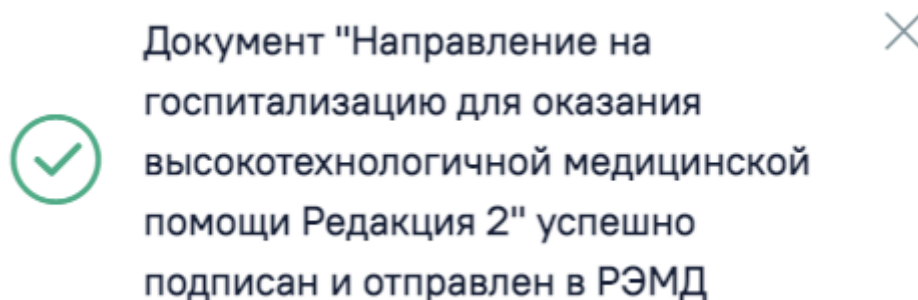 Документ "Направление на
госпитализацию для оказания
высокотехнологичной медицинской
помощи Редакция 2" успешно
подписан и отправлен в РЭМД